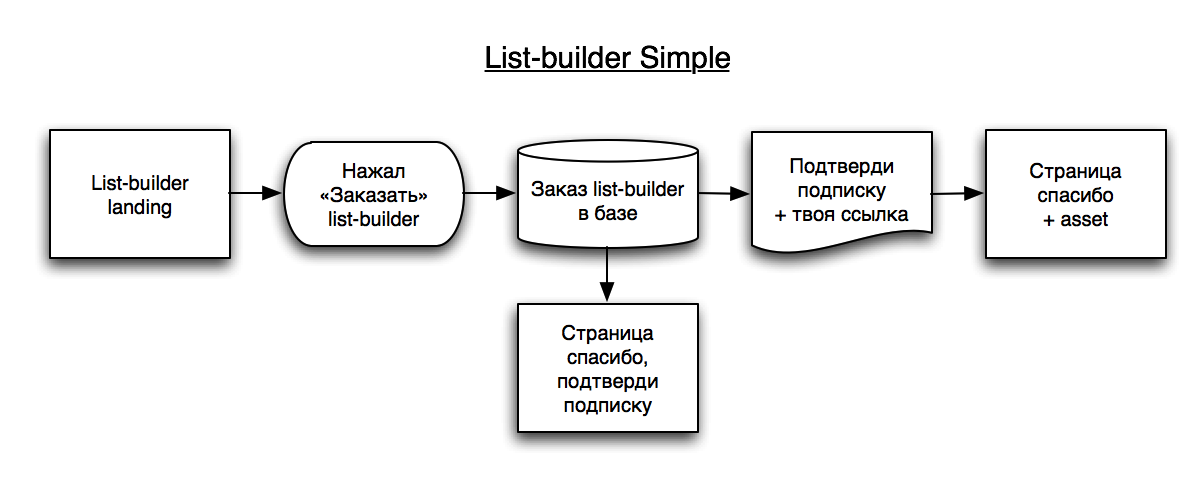 List-builder Simple
List-builder
landing
Нажал
«Заказать»
list-builder
Заказ list-builder
в базе
Подтверди
подписку
+ твоя ссылка
Страница
спасибо
+ asset
Страница
спасибо,
подтверди
подписку